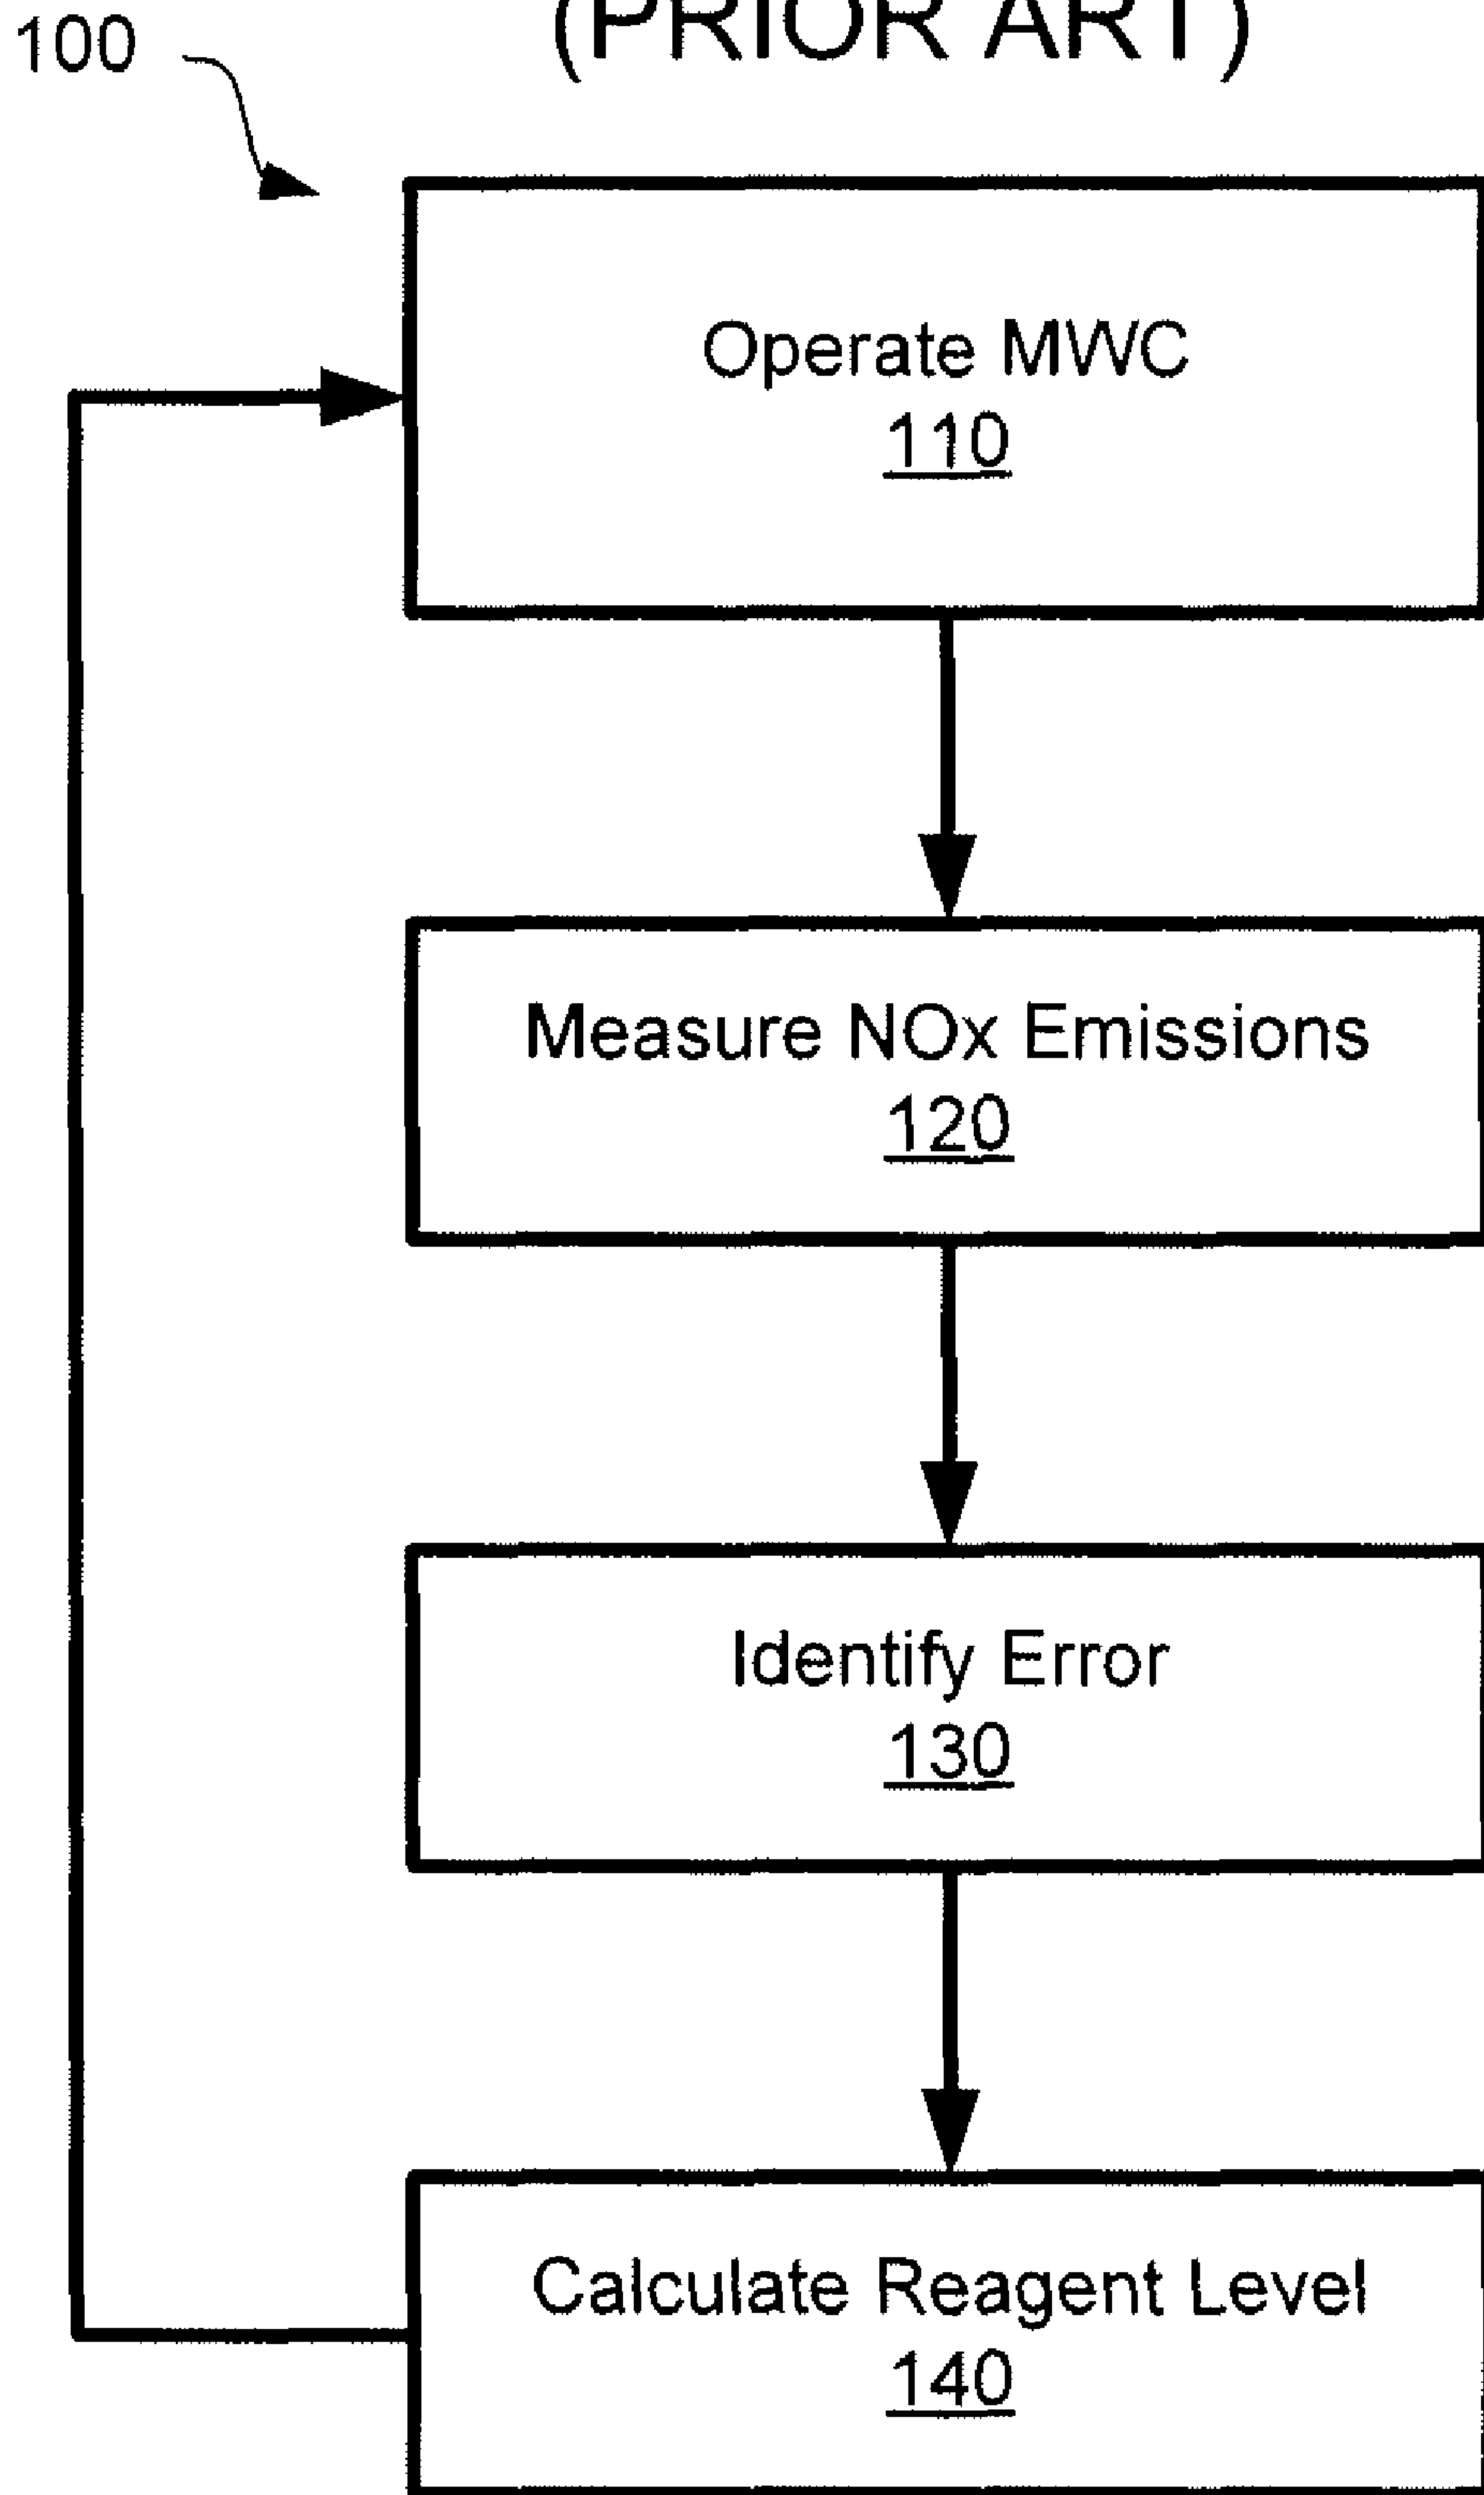 (PRIOR ART)
100
Operate MWC
110
Measure NOx Emissions
120
Identify Error
130
Calculate Reagent Level
140